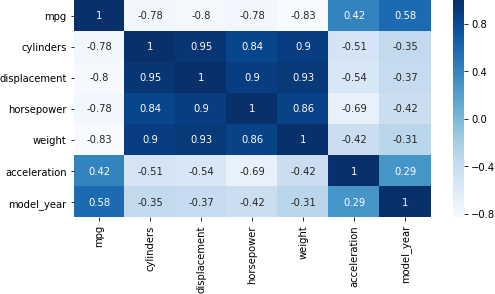 mpg 1 -0.78 -0.8 -0.78 -0.83 0.42 0.58
cylinders -0.78 1 0.95 0.84 0.9 -0.51 -0.35
displacement -0.8 0.95 1 0.9 0.93 -0.54 -0.37
horsepower -0.78 0.84 0.9 1 0.86 -0.69 -0.42
weight -0.83 0.9 0.93 0.86 1 -0.42 -0.31
acceleration 0.42 -0.51 -0.54 -0.69 -0.42 1 0.29
model_year 0.58 -0.35 -0.37 -0.42 -0.31 0.29 1
mpg cylinders displacement horsepower weight acceleration model_year
0.8
0.4
0.0
−0.4
−0.8